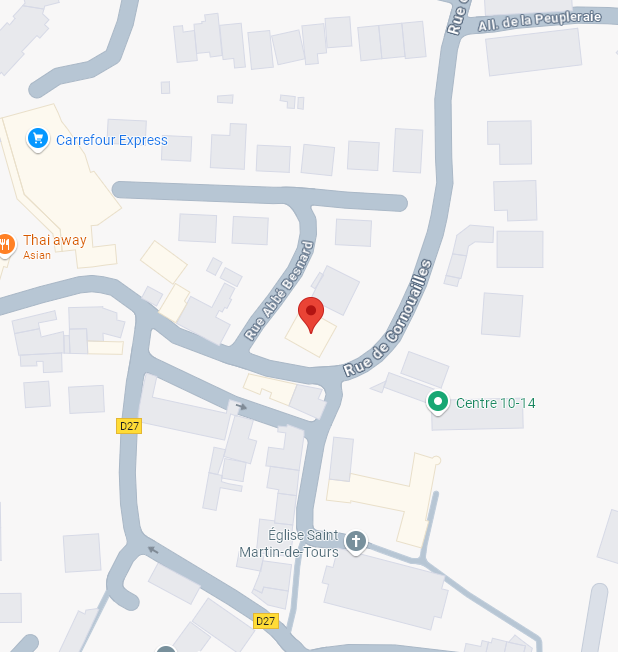 Rue d
All. de la Peupleraie
Carrefour Express
Thai away
Asian
Rue Abbé Besnard
Rue de Cornouailles
Centre 10-14
D27
Église Saint
Martin-de-Tours
D27